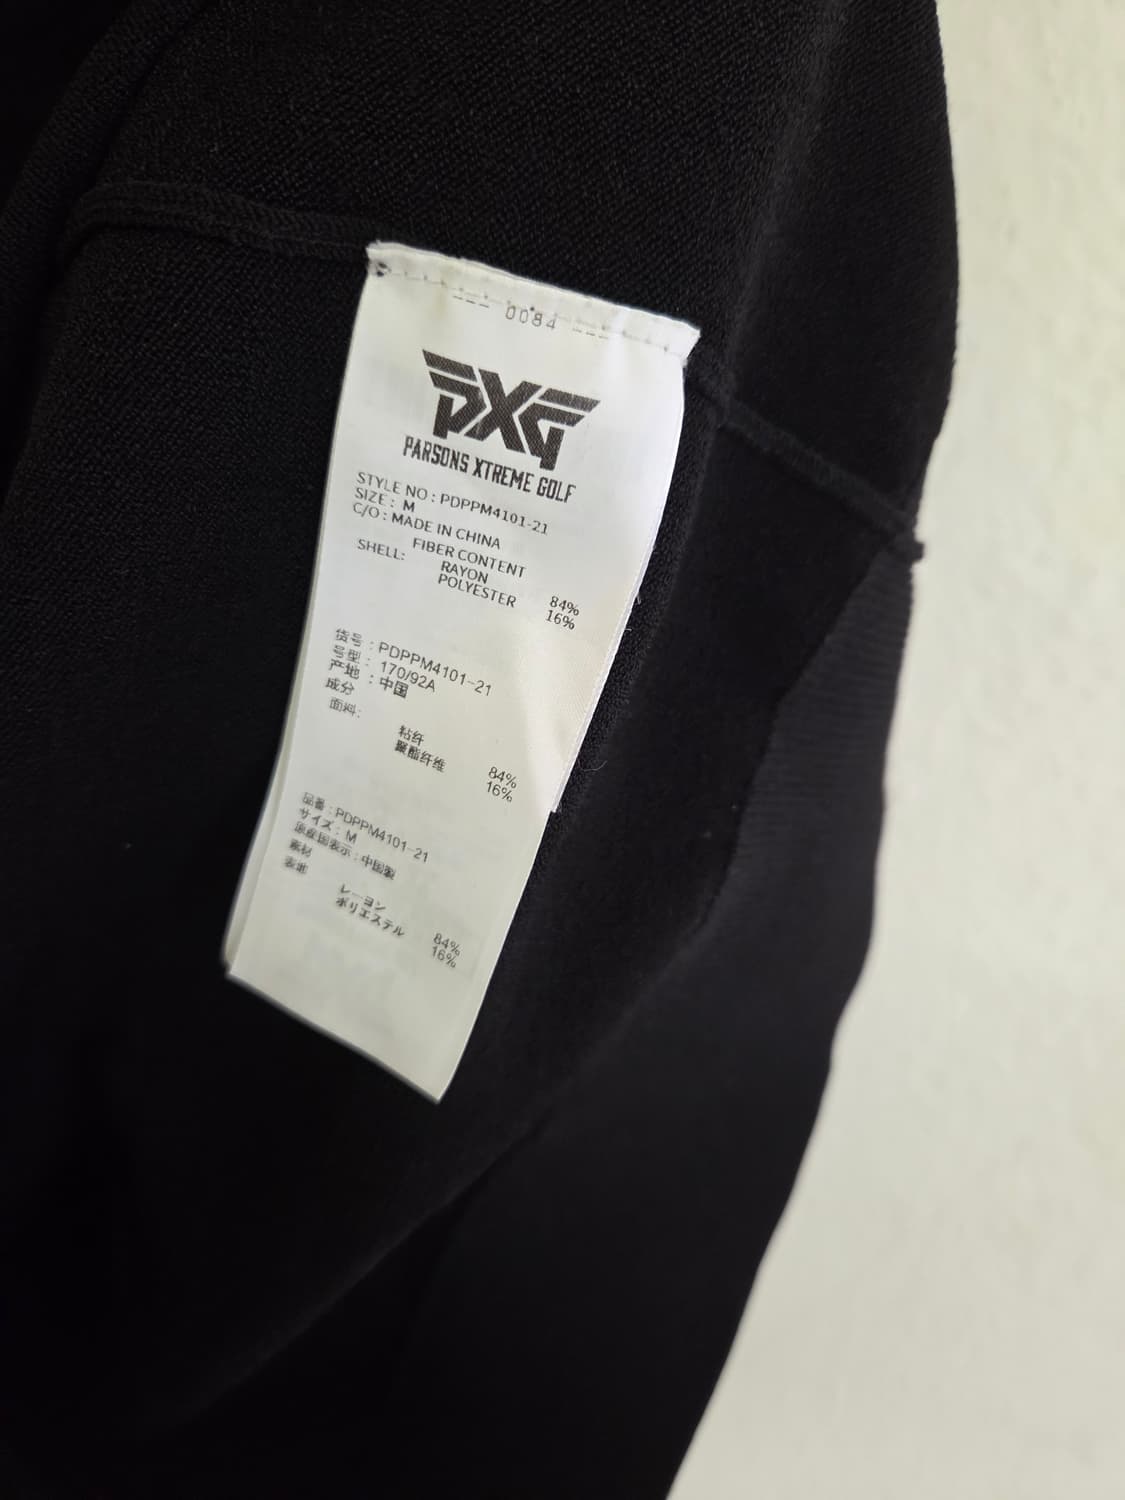 --- 0084 ---
PXG
PARSONS XTREME GOLF
STYLE NO : PDPPM4101-21
SIZE : M
C/O : MADE IN CHINA
FIBER CONTENT
SHELL:
RAYON 84%
POLYESTER 16%
货号 : PDPPM4101-21
号型 : 170/92A
产地 : 中国
成分
面料:
粘纤 84%
聚酯纤维 16%
品番 : PDPPM4101-21
サイズ : M
原産国表示 : 中国製
素材
表地
レーヨン 84%
ポリエステル 16%